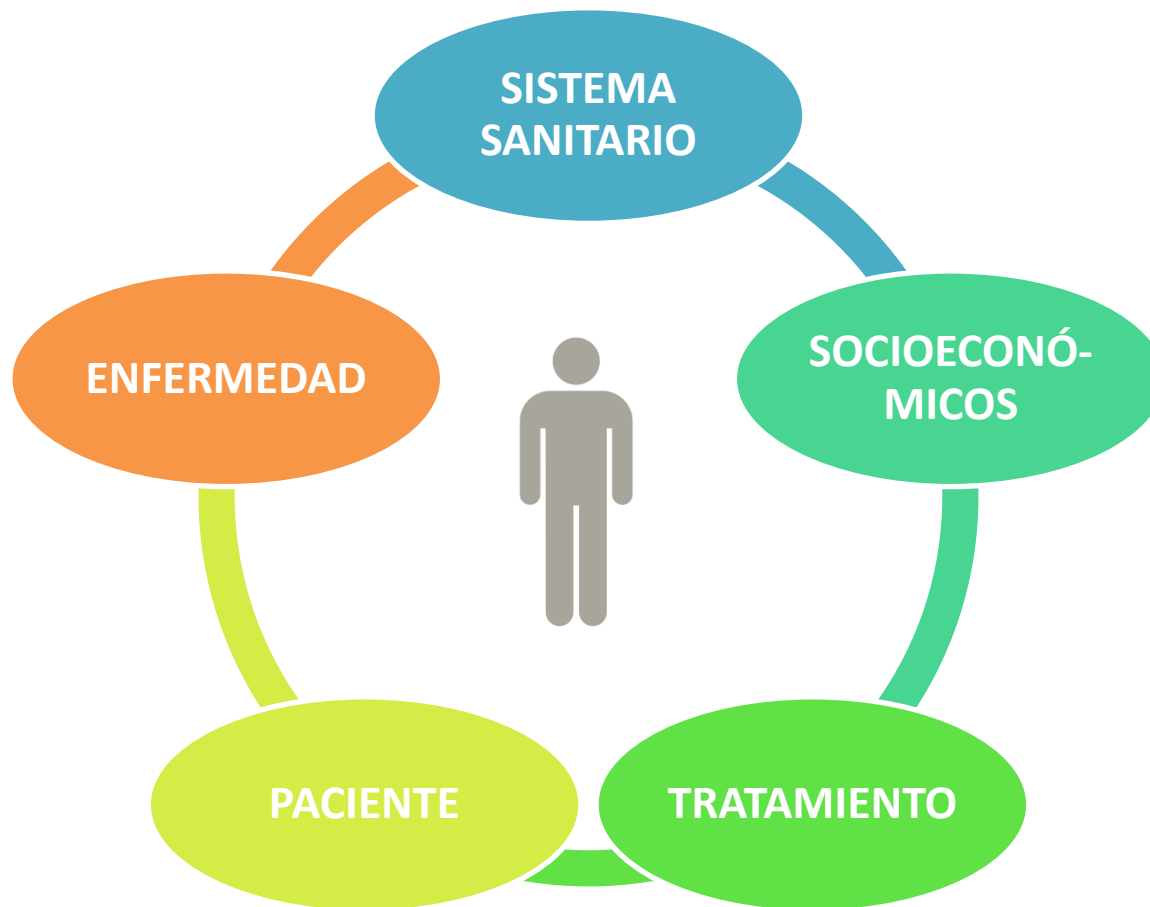 SISTEMA
SANITARIO
ENFERMEDAD
SOCIOECONÓ-
MICOS
PACIENTE
TRATAMIENTO